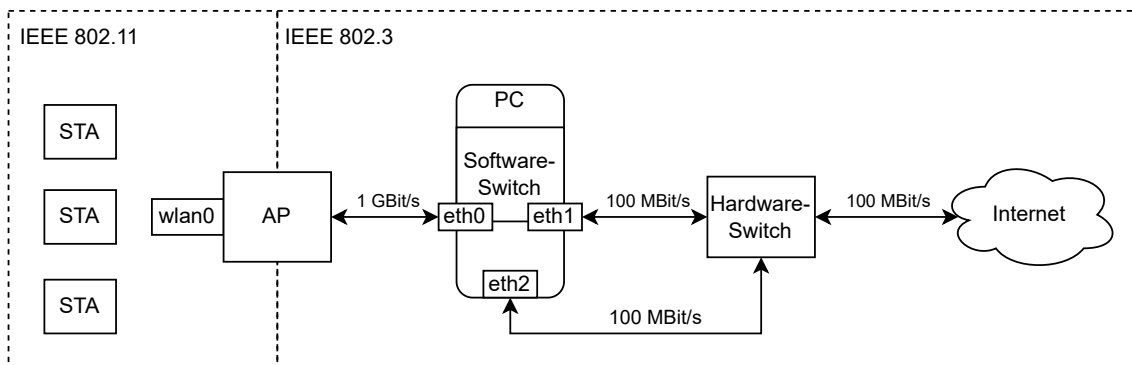 IEEE 802.11
IEEE 802.3
STA
STA
STA
wlan0
AP
1 GBit/s
PC
Software-
Switch
eth0
eth1
eth2
100 MBit/s
100 MBit/s
Hardware-
Switch
100 MBit/s
Internet